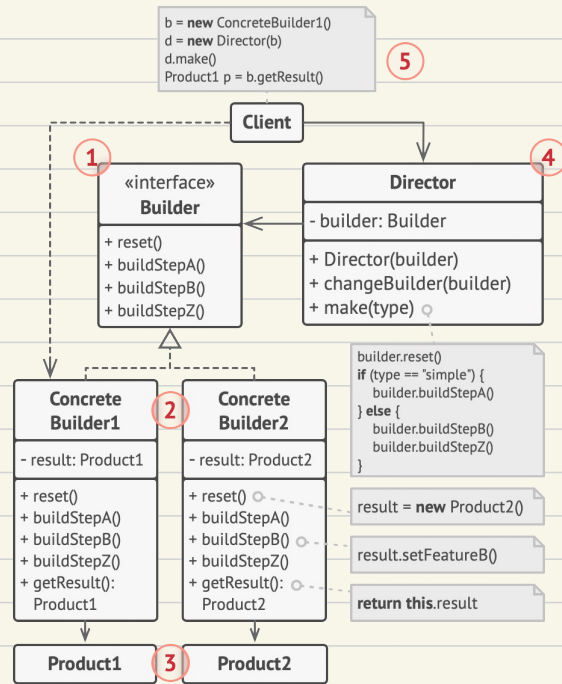 b = new ConcreteBuilder1()
d = new Director(b)
d.make()
Product1 p = b.getResult()
5
Client
1
«interface»
Builder
+ reset()
+ buildStepA()
+ buildStepB()
+ buildStepZ()
4
Director
- builder: Builder
+ Director(builder)
+ changeBuilder(builder)
+ make(type)
builder.reset()
if (type == "simple") {
builder.buildStepA()
} else {
builder.buildStepB()
builder.buildStepZ()
}
Concrete
Builder1
- result: Product1
+ reset()
+ buildStepA()
+ buildStepB()
+ buildStepZ()
+ getResult():
Product1
2
Concrete
Builder2
- result: Product2
+ reset()
+ buildStepA()
+ buildStepB()
+ buildStepZ()
+ getResult():
Product2
result = new Product2()
result.setFeatureB()
return this.result
Product1
3
Product2